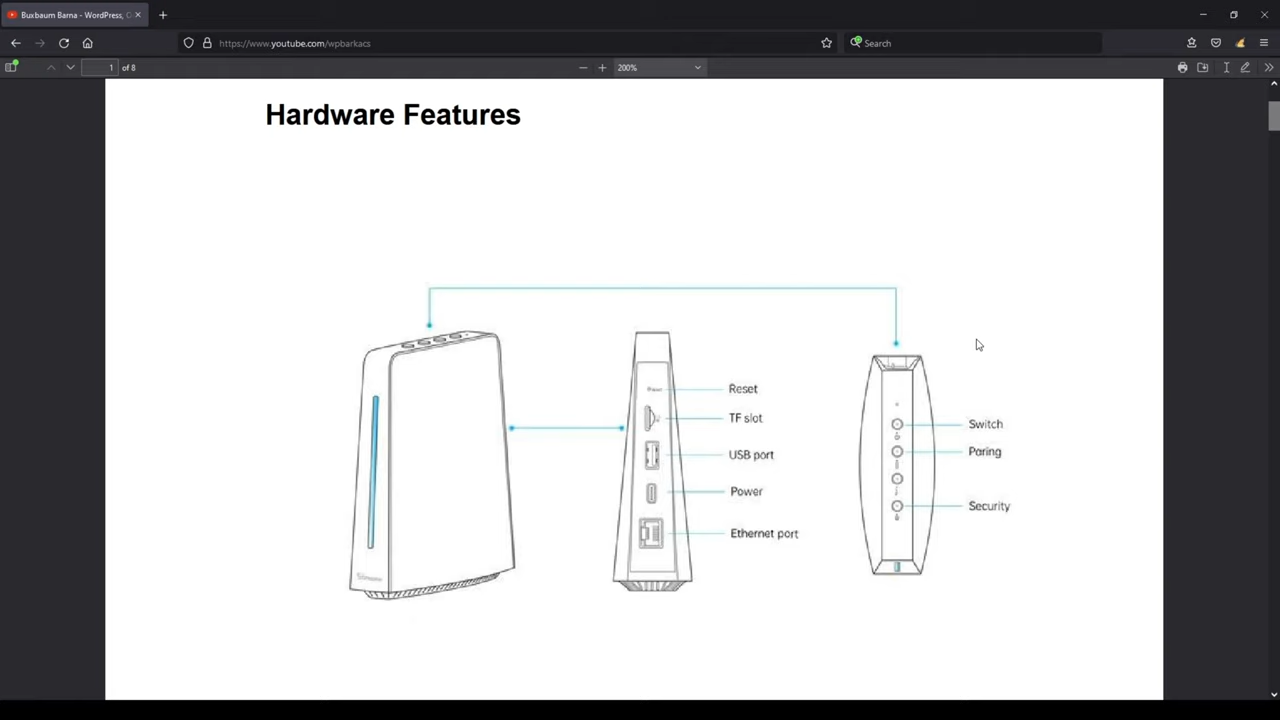 Buxbaum Barna - WordPress, C
https://www.youtube.com/wpbarkacs
Search
1
of 8
200%
Hardware Features
Reset
TF slot
USB port
Power
Ethernet port
Switch
Paring
Security